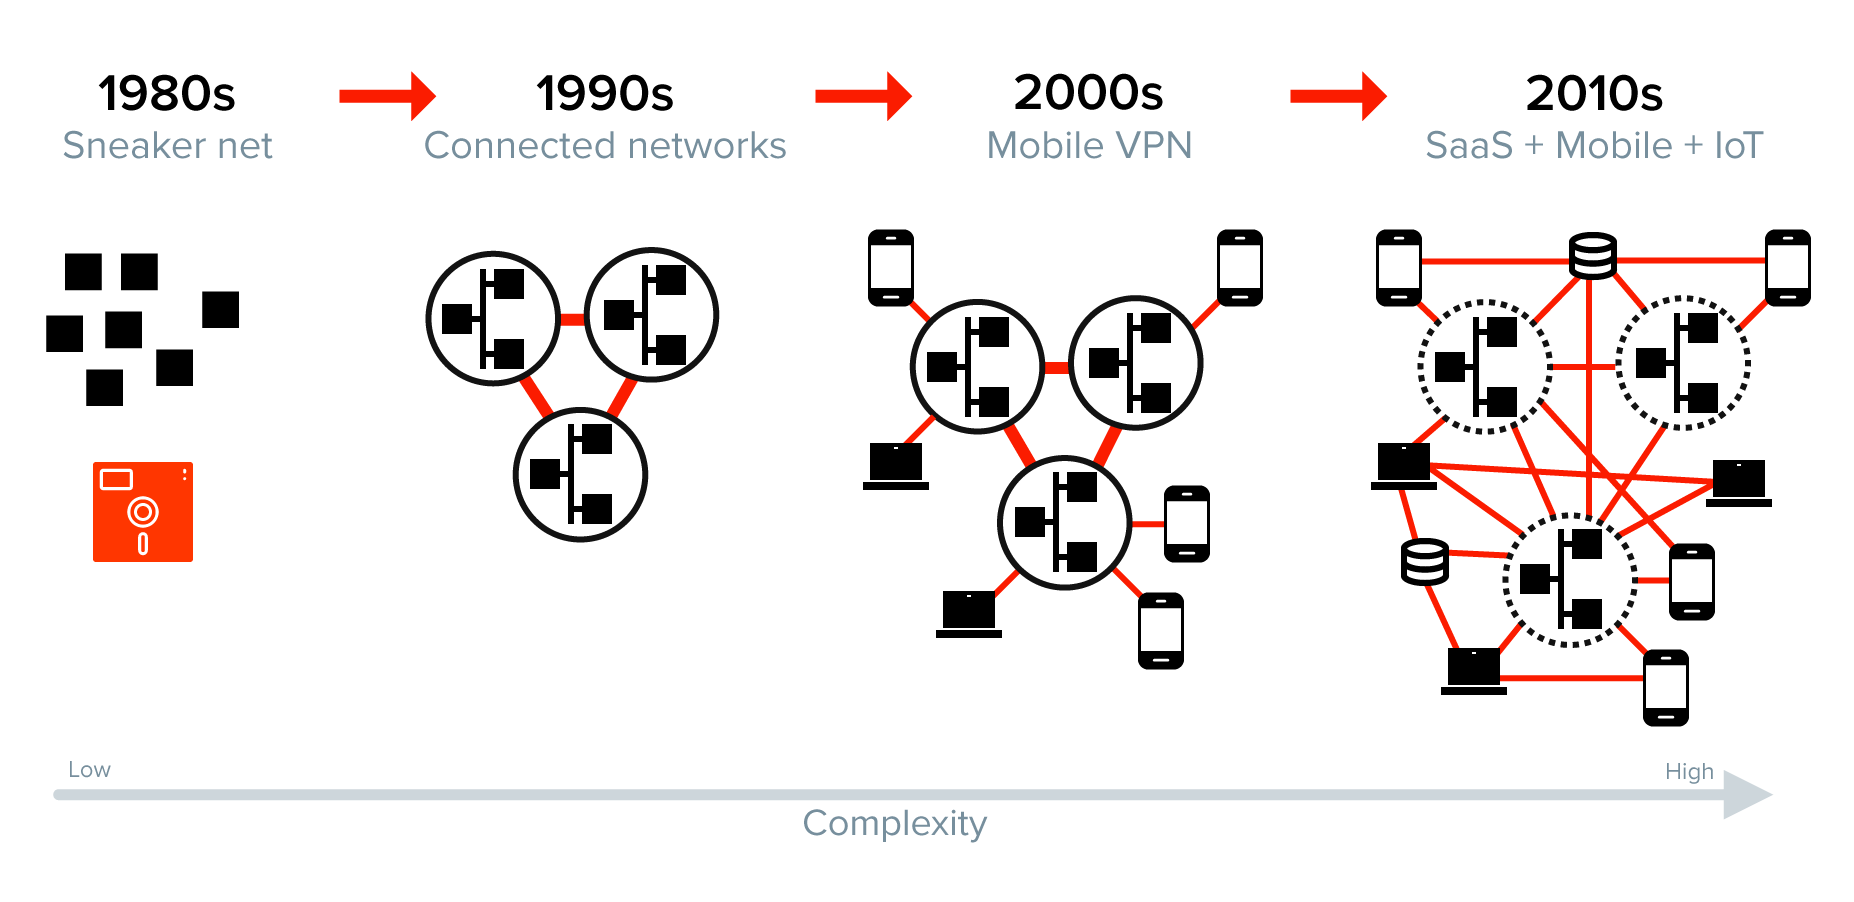 1980s
Sneaker net
1990s
Connected networks
2000s
Mobile VPN
2010s
SaaS + Mobile + IoT
Low
High
Complexity